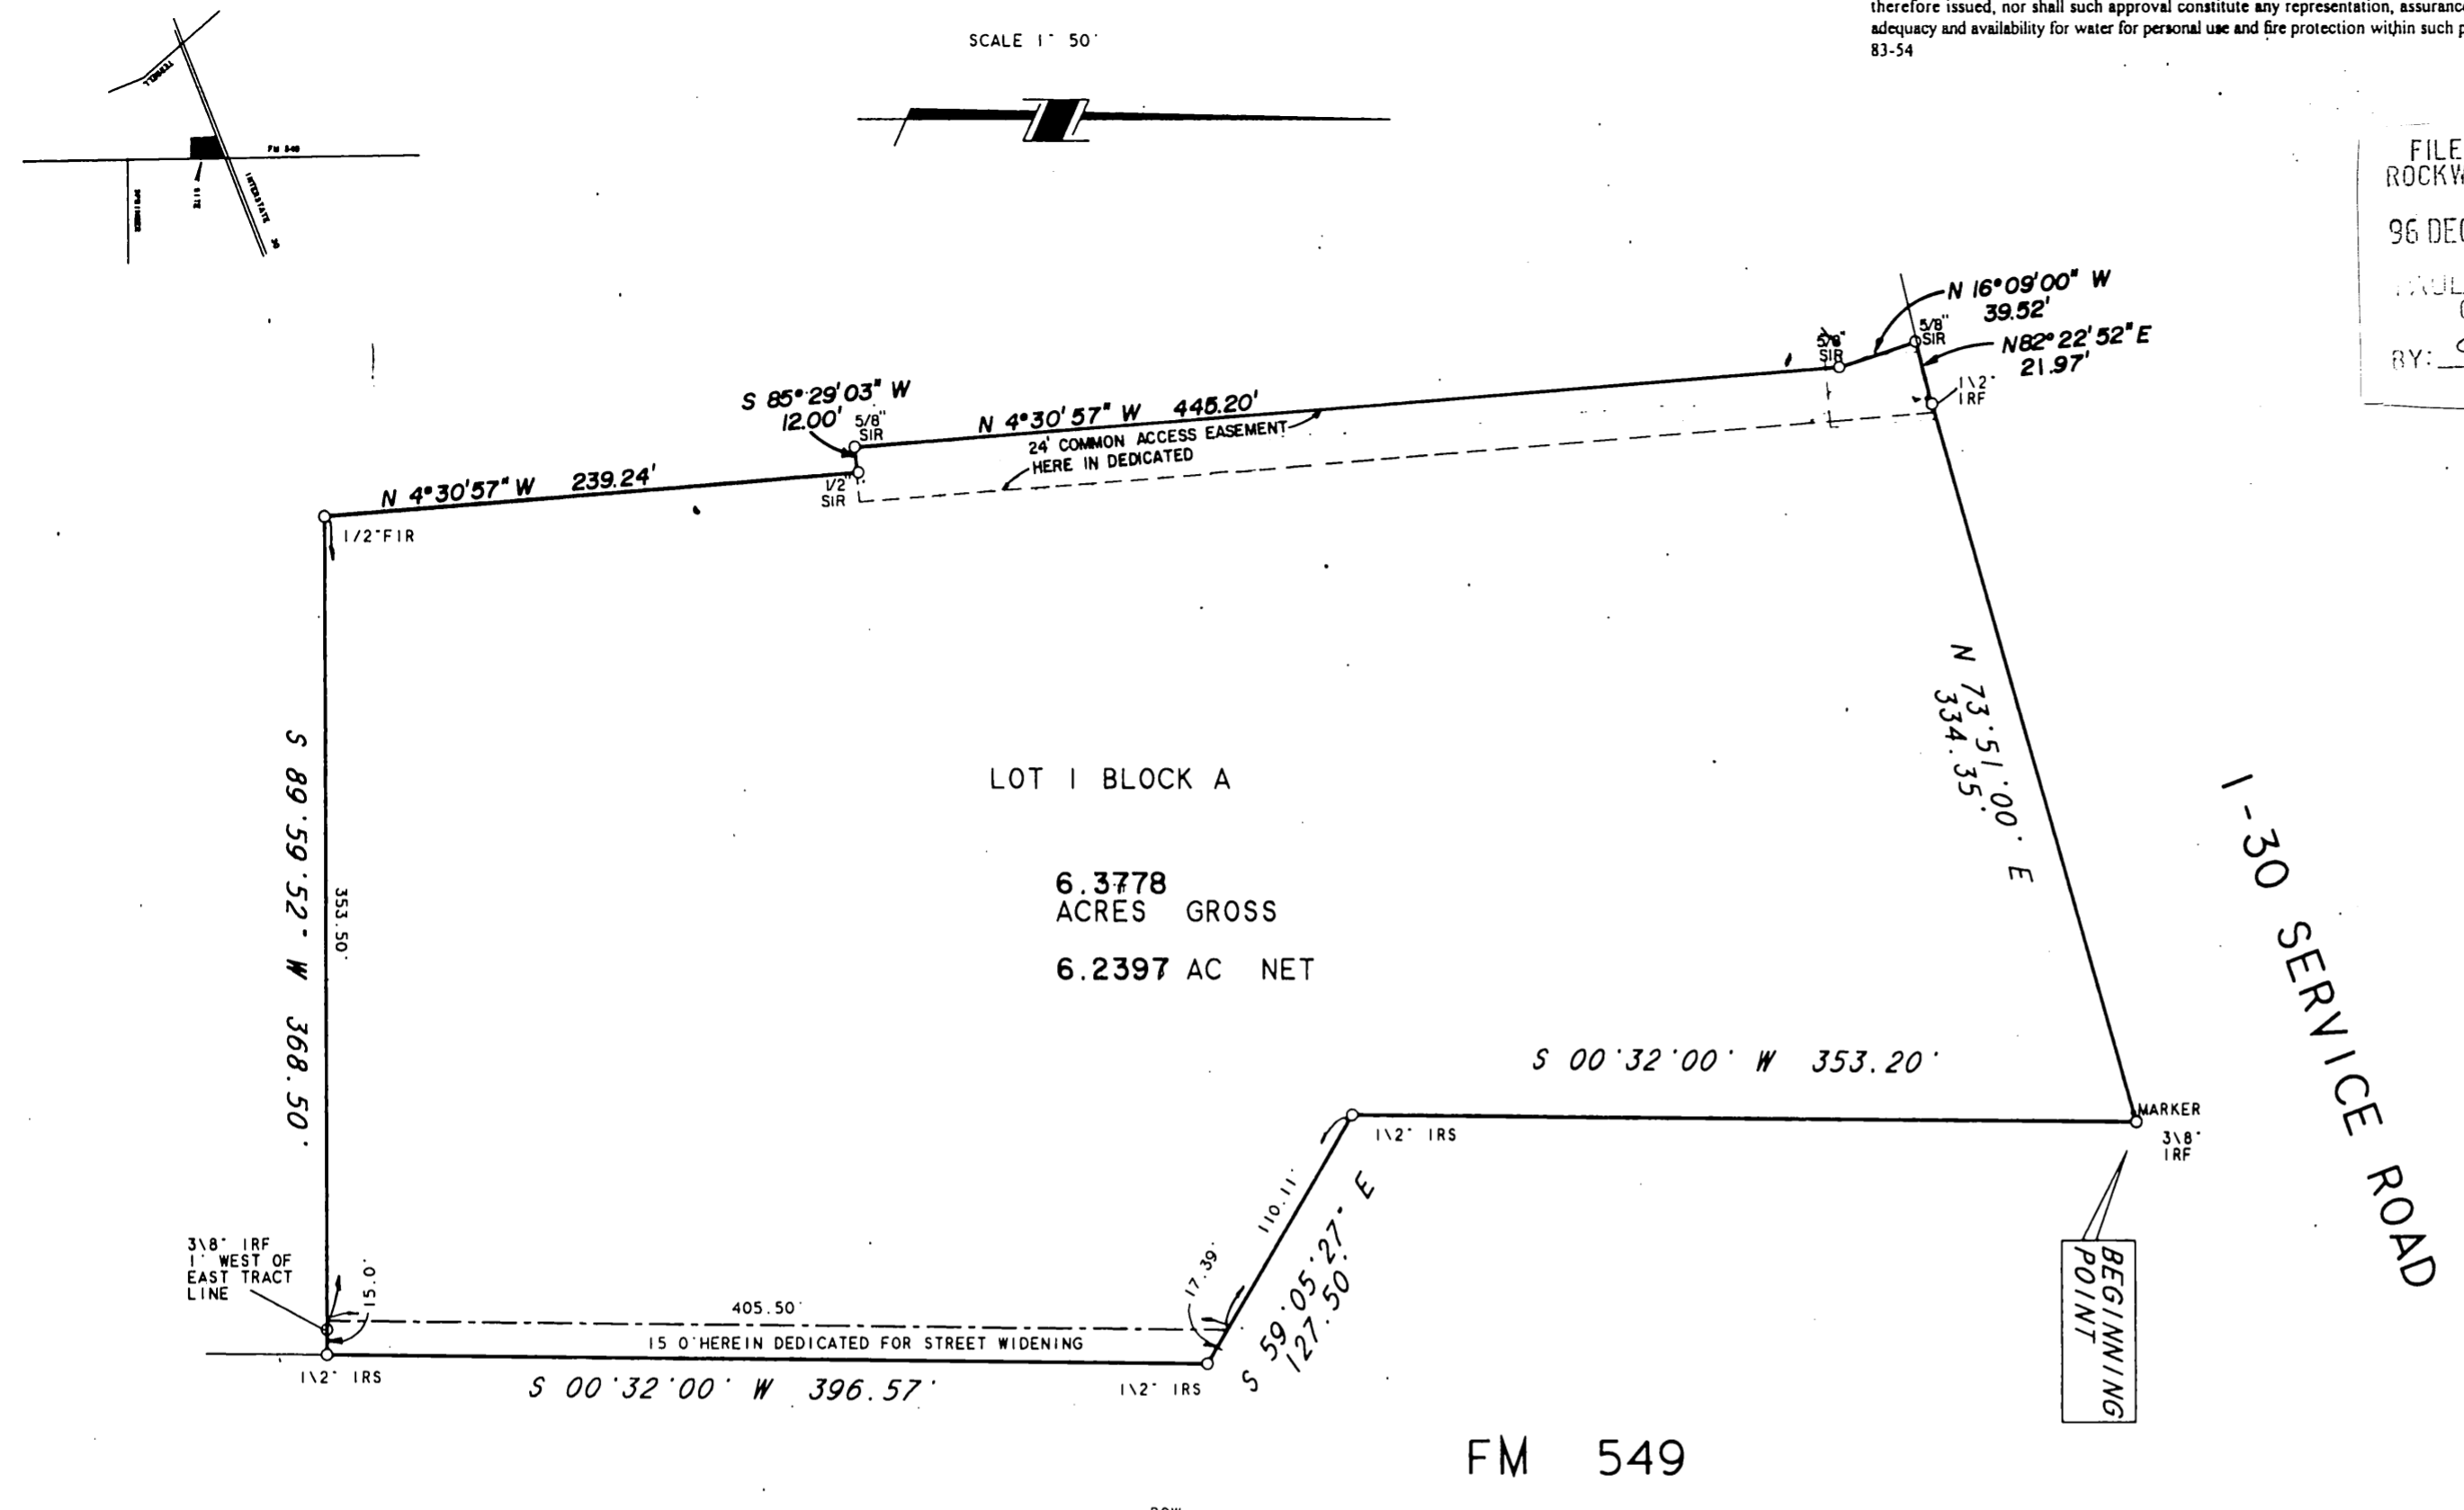 therefore issued, nor shall such approval constitute any representation, assuranc
adequacy and availability for water for personal use and fire protection within such p
83-54
SCALE 1" 50'
TERRELL
FM 549
SITE
INTERSTATE 30
FILE
ROCKW
96 DEC
BY:
N 16°09'00" W
39.52'
5/8"
SIR
N82°22'52"E
21.97'
5/8"
SIR
1\2"
IRF
S 85°29'03" W
12.00'
5/8"
SIR
N 4°30'57" W 445.20'
24' COMMON ACCESS EASEMENT
HERE IN DEDICATED
N 4°30'57" W 239.24'
1/2"
SIR
1/2"FIR
N 73°51'00" E
334.35'
S 89°59'52" W 368.50'
353.50'
LOT 1 BLOCK A
6.3778
ACRES GROSS
6.2397 AC NET
I-30 SERVICE ROAD
S 00°32'00" W 353.20'
MARKER
3\8"
IRF
1\2" IRS
110.11'
S 59°05'27" E
127.50'
17.39'
3\8" IRF
1' WEST OF
EAST TRACT
LINE
15.0'
405.50'
15 0'HEREIN DEDICATED FOR STREET WIDENING
BEGINNING
POINT
1\2" IRS
S 00°32'00" W 396.57'
1\2" IRS
FM 549